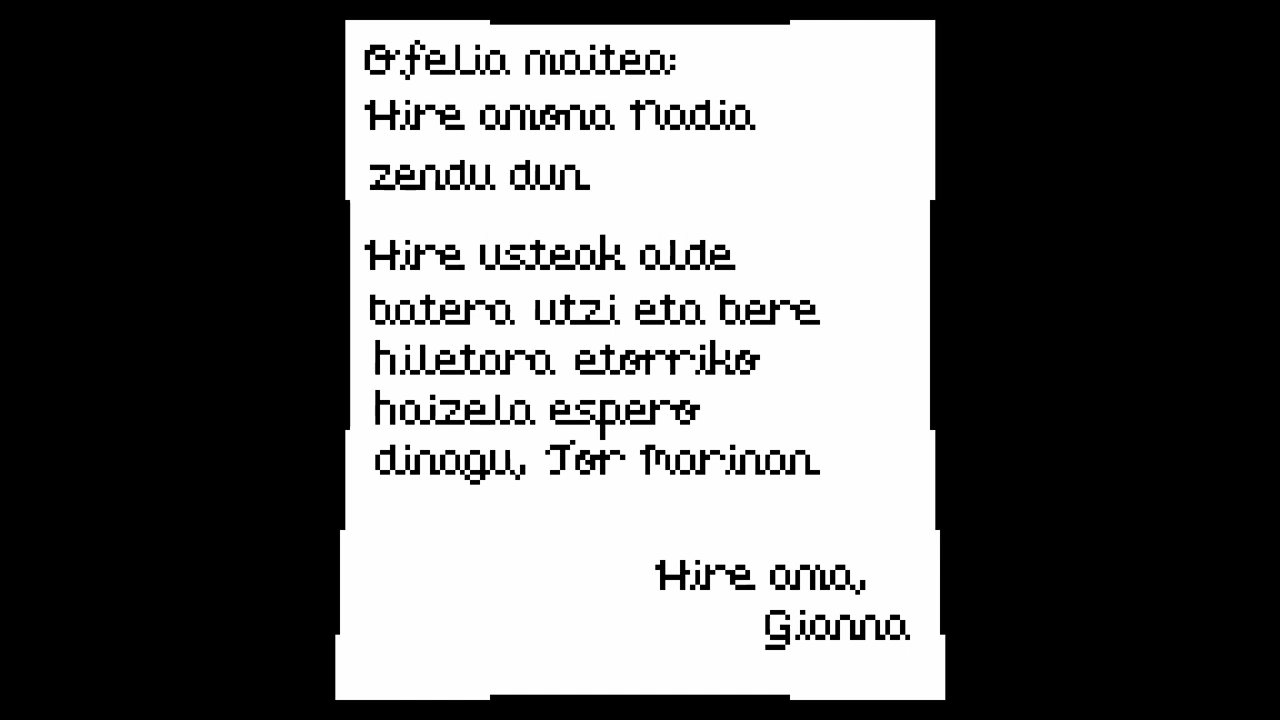 Ofelia maitea:
Hire amona Nadia
zendu dun.
Hire usteak alde
batera utzi eta bere
hiletara etorriko
haizela espero
dinagu, Tor Marinan.
Hire ama,
Gianna